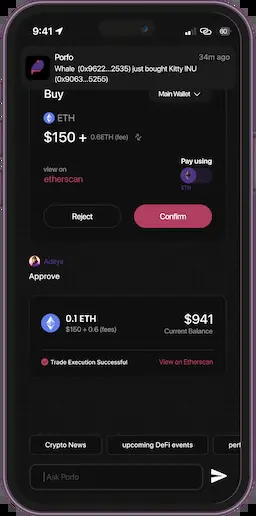 9:41
60
Porfo
34m ago
Whale (0x9622...2535) just bought Kitty INU
(0x9063...5255)
Buy
Main Wallet
ETH
$150 + 0.6ETH (fee)
view on
etherscan
Pay using
ETH
Reject
Confirm
Aditya
Approve
0.1 ETH
$150 + 0.6 (fees)
$941
Current Balance
Trade Execution Successful
View on Etherscan
Crypto News
upcoming DeFi events
perf
Ask Porfo